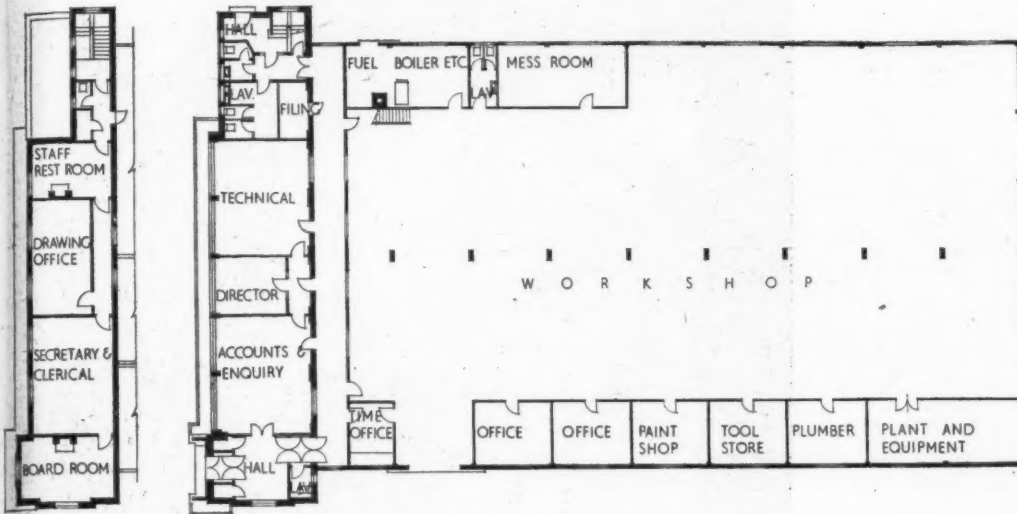 STAFF
REST ROOM
DRAWING
OFFICE
SECRETARY &
CLERICAL
BOARD ROOM
HALL
LAV.
FILING
TECHNICAL
DIRECTOR
ACCOUNTS &
ENQUIRY
HALL
LAV
FUEL BOILER ETC.
LAV
MESS ROOM
WORKSHOP
TIME
OFFICE
OFFICE
OFFICE
PAINT
SHOP
TOOL
STORE
PLUMBER
PLANT AND
EQUIPMENT